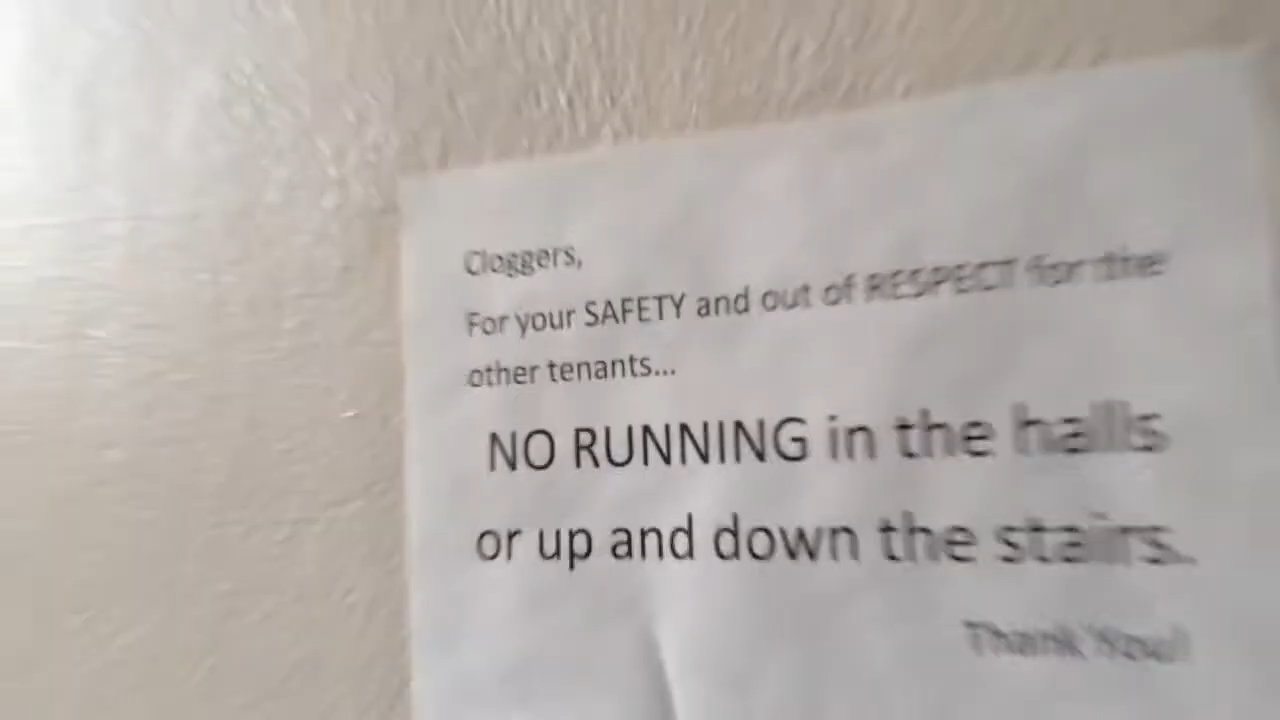 Cloggers,
For your SAFETY and out of RESPECT for the
other tenants...
NO RUNNING in the halls
or up and down the stairs.
Thank You!